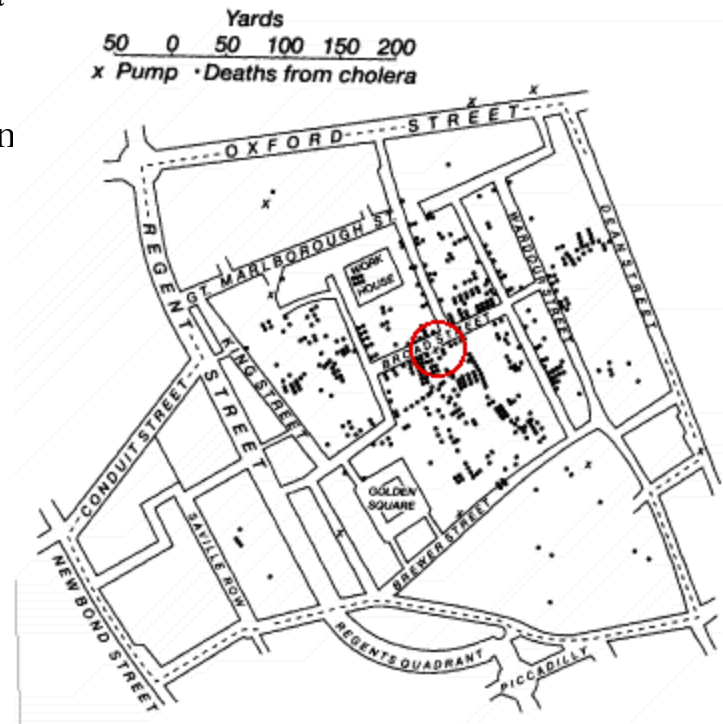 Yards
50 0 50 100 150 200
x Pump • Deaths from cholera
n
OXFORD STREET
REGENT STREET
GT. MARLBOROUGH ST
WORK
HOUSE
WARDOUR STREET
DEAN STREET
BROAD STREET
KING STREET
CONDUIT STREET
GOLDEN
SQUARE
SAVILLE ROW
BREWER STREET
NEW BOND STREET
REGENTS QUADRANT
PICCADILLY